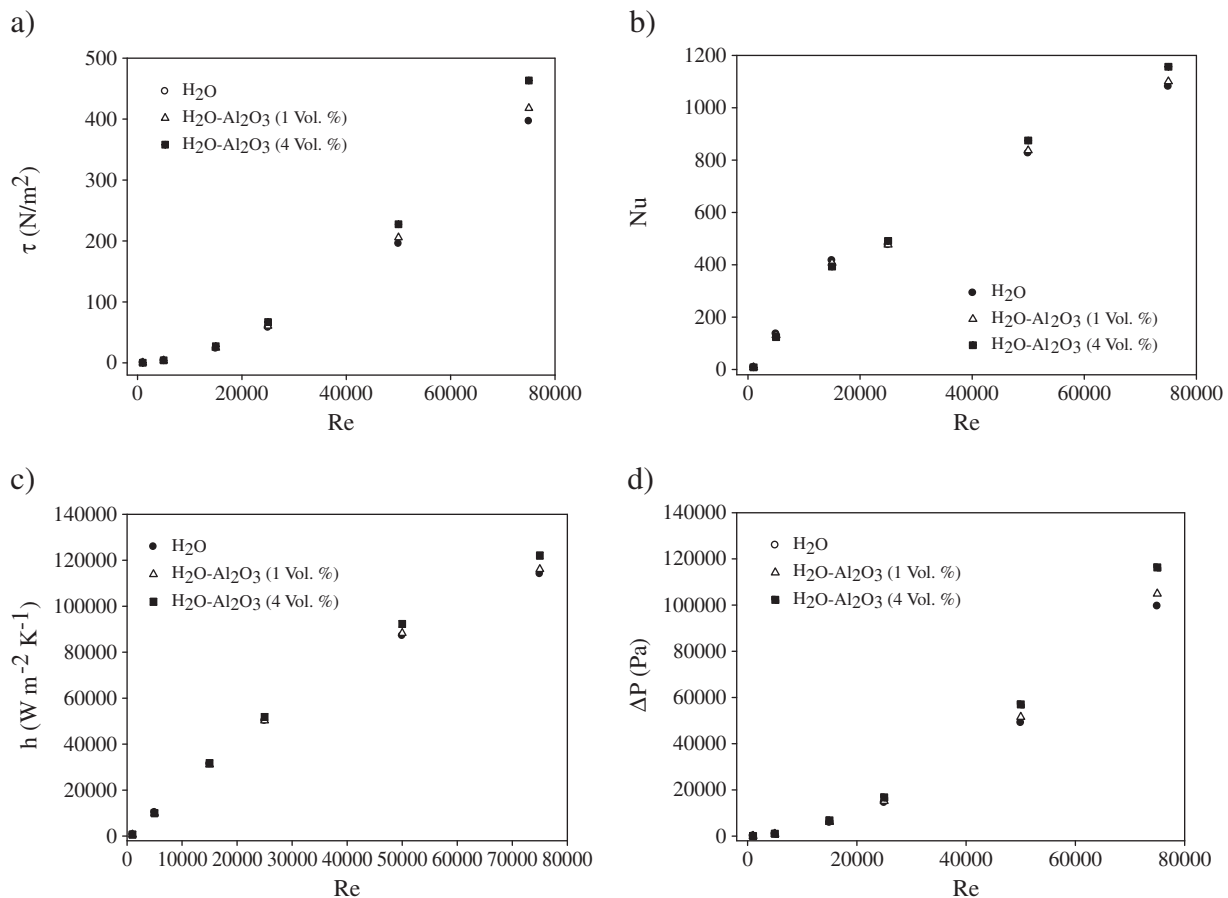 a)
500
400
300
200
100
0
τ (N/m²)
H₂O
H₂O-Al₂O₃ (1 Vol. %)
H₂O-Al₂O₃ (4 Vol. %)
0 20000 40000 60000 80000
Re
b)
1200
1000
800
600
400
200
0
Nu
H₂O
H₂O-Al₂O₃ (1 Vol. %)
H₂O-Al₂O₃ (4 Vol. %)
0 20000 40000 60000 80000
Re
c)
140000
120000
100000
80000
60000
40000
20000
0
h (W m⁻² K⁻¹)
H₂O
H₂O-Al₂O₃ (1 Vol. %)
H₂O-Al₂O₃ (4 Vol. %)
0 10000 20000 30000 40000 50000 60000 70000 80000
Re
d)
140000
120000
100000
80000
60000
40000
20000
0
ΔP (Pa)
H₂O
H₂O-Al₂O₃ (1 Vol. %)
H₂O-Al₂O₃ (4 Vol. %)
0 20000 40000 60000 80000
Re